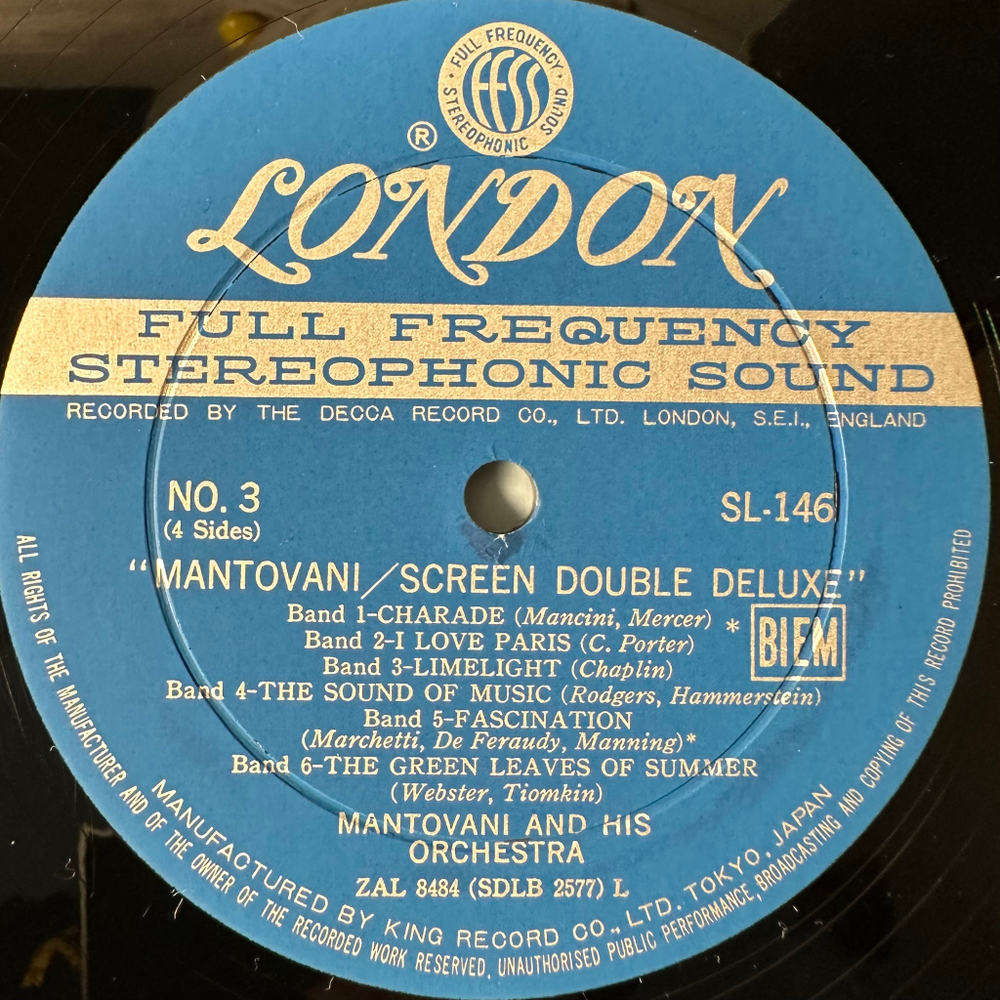 FULL FREQUENCY
STEREOPHONIC SOUND
FFSS
®
LONDON
FULL FREQUENCY
STEREOPHONIC SOUND
RECORDED BY THE DECCA RECORD CO., LTD. LONDON, S.E.I., ENGLAND
NO. 3
(4 Sides)
SL-146
“MANTOVANI/SCREEN DOUBLE DELUXE”
Band 1-CHARADE (Mancini, Mercer)
Band 2-I LOVE PARIS (C. Porter)
* BIEM
Band 3-LIMELIGHT (Chaplin)
Band 4-THE SOUND OF MUSIC (Rodgers, Hammerstein)
Band 5-FASCINATION
(Marchetti, De Feraudy, Manning)*
Band 6-THE GREEN LEAVES OF SUMMER
(Webster, Tiomkin)
MANTOVANI AND HIS
ORCHESTRA
ZAL 8484 (SDLB 2577) L
MANUFACTURED BY KING RECORD CO., LTD. TOKYO, JAPAN
ALL RIGHTS OF THE MANUFACTURER AND OF THE OWNER OF THE RECORDED WORK RESERVED, UNAUTHORISED PUBLIC PERFORMANCE, BROADCASTING AND COPYING OF THIS RECORD PROHIBITED